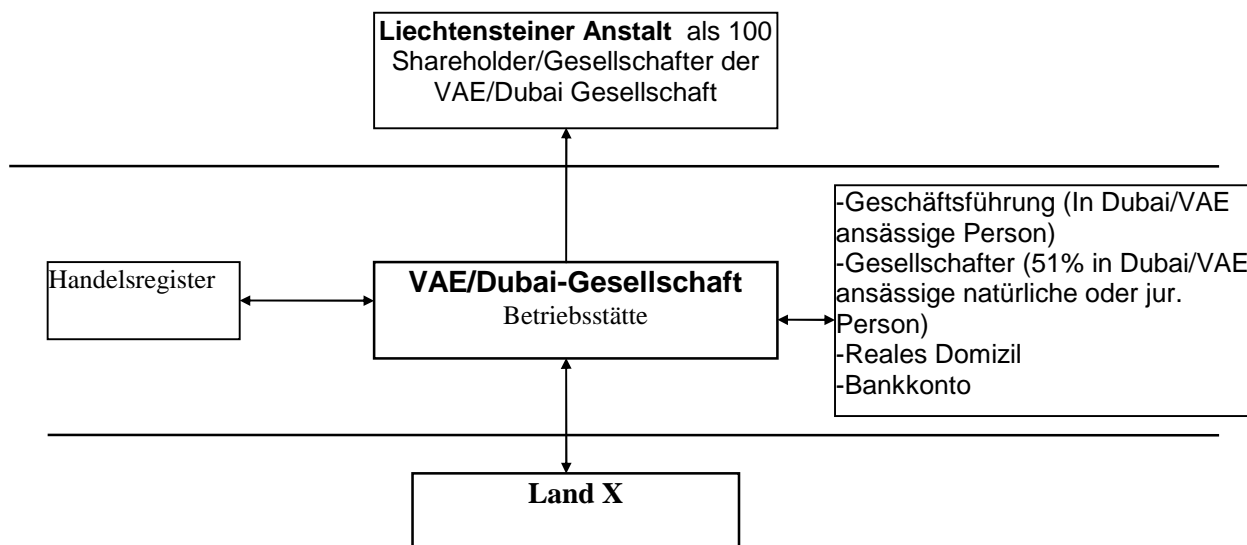 Liechtensteiner Anstalt als 100
Shareholder/Gesellschafter der
VAE/Dubai Gesellschaft
Handelsregister
VAE/Dubai-Gesellschaft
Betriebsstätte
-Geschäftsführung (In Dubai/VAE
ansässige Person)
-Gesellschafter (51% in Dubai/VAE
ansässige natürliche oder jur.
Person)
-Reales Domizil
-Bankkonto
Land X